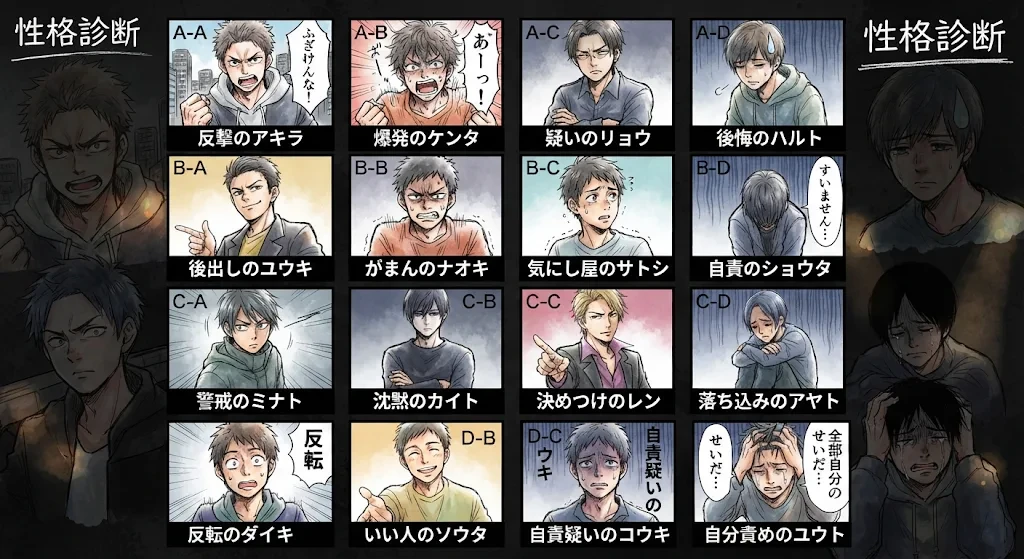 性格診断
性格診断
A-A
ふざけんな！
反撃のアキラ
A-B
あーっ！
爆発のケンタ
A-C
疑いのリョウ
A-D
後悔のハルト
B-A
後出しのユウキ
B-B
がまんのナオキ
B-C
気にし屋のサトシ
B-D
すいません…
自責のショウタ
C-A
警戒のミナト
C-B
沈黙のカイト
C-C
決めつけのレン
C-D
落ち込みのアヤト
反転
反転のダイキ
D-B
いい人のソウタ
D-C
コウキ
自責疑いの
自責疑いのコウキ
せいだ…
全部自分の
せいだ…
自分責めのユウト